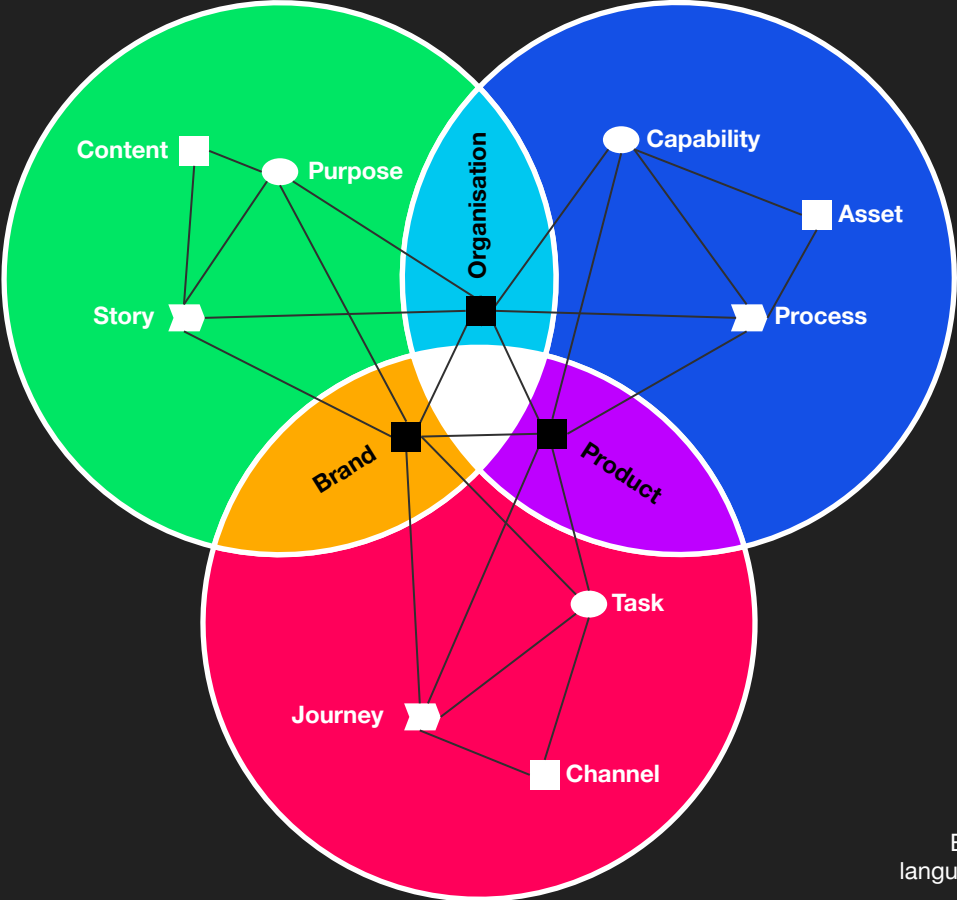 Organisation
Capability
Content
Purpose
Asset
Story
Process
Brand
Product
Task
Journey
Channel